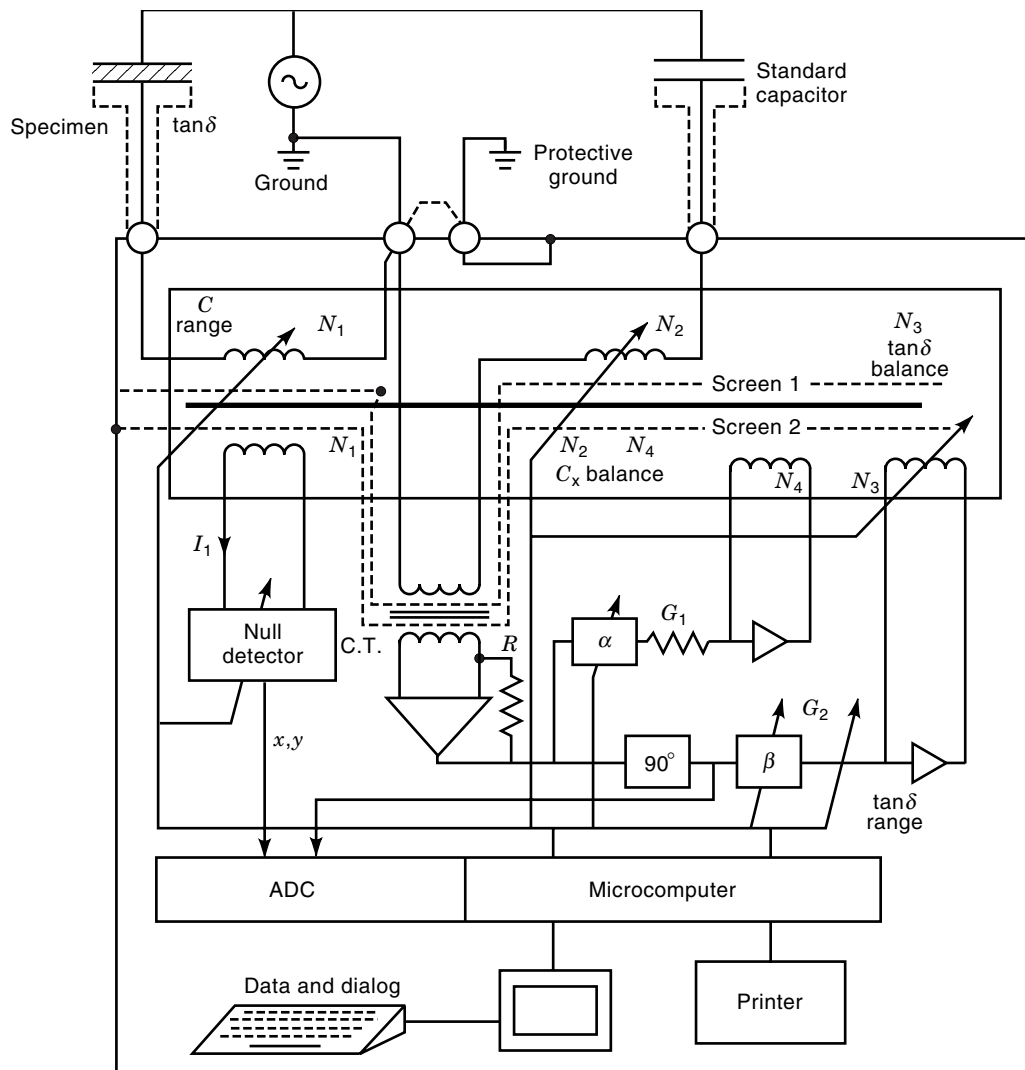 Standard
capacitor
Specimen
tanδ
Ground
Protective
ground
C
range
N1
N2
N3
tanδ
balance
Screen 1
N1
N2
N4
Screen 2
Cx balance
N4
N3
I1
Null
detector
C.T.
R
α
G1
x,y
90°
β
G2
tanδ
range
ADC
Microcomputer
Data and dialog
Printer